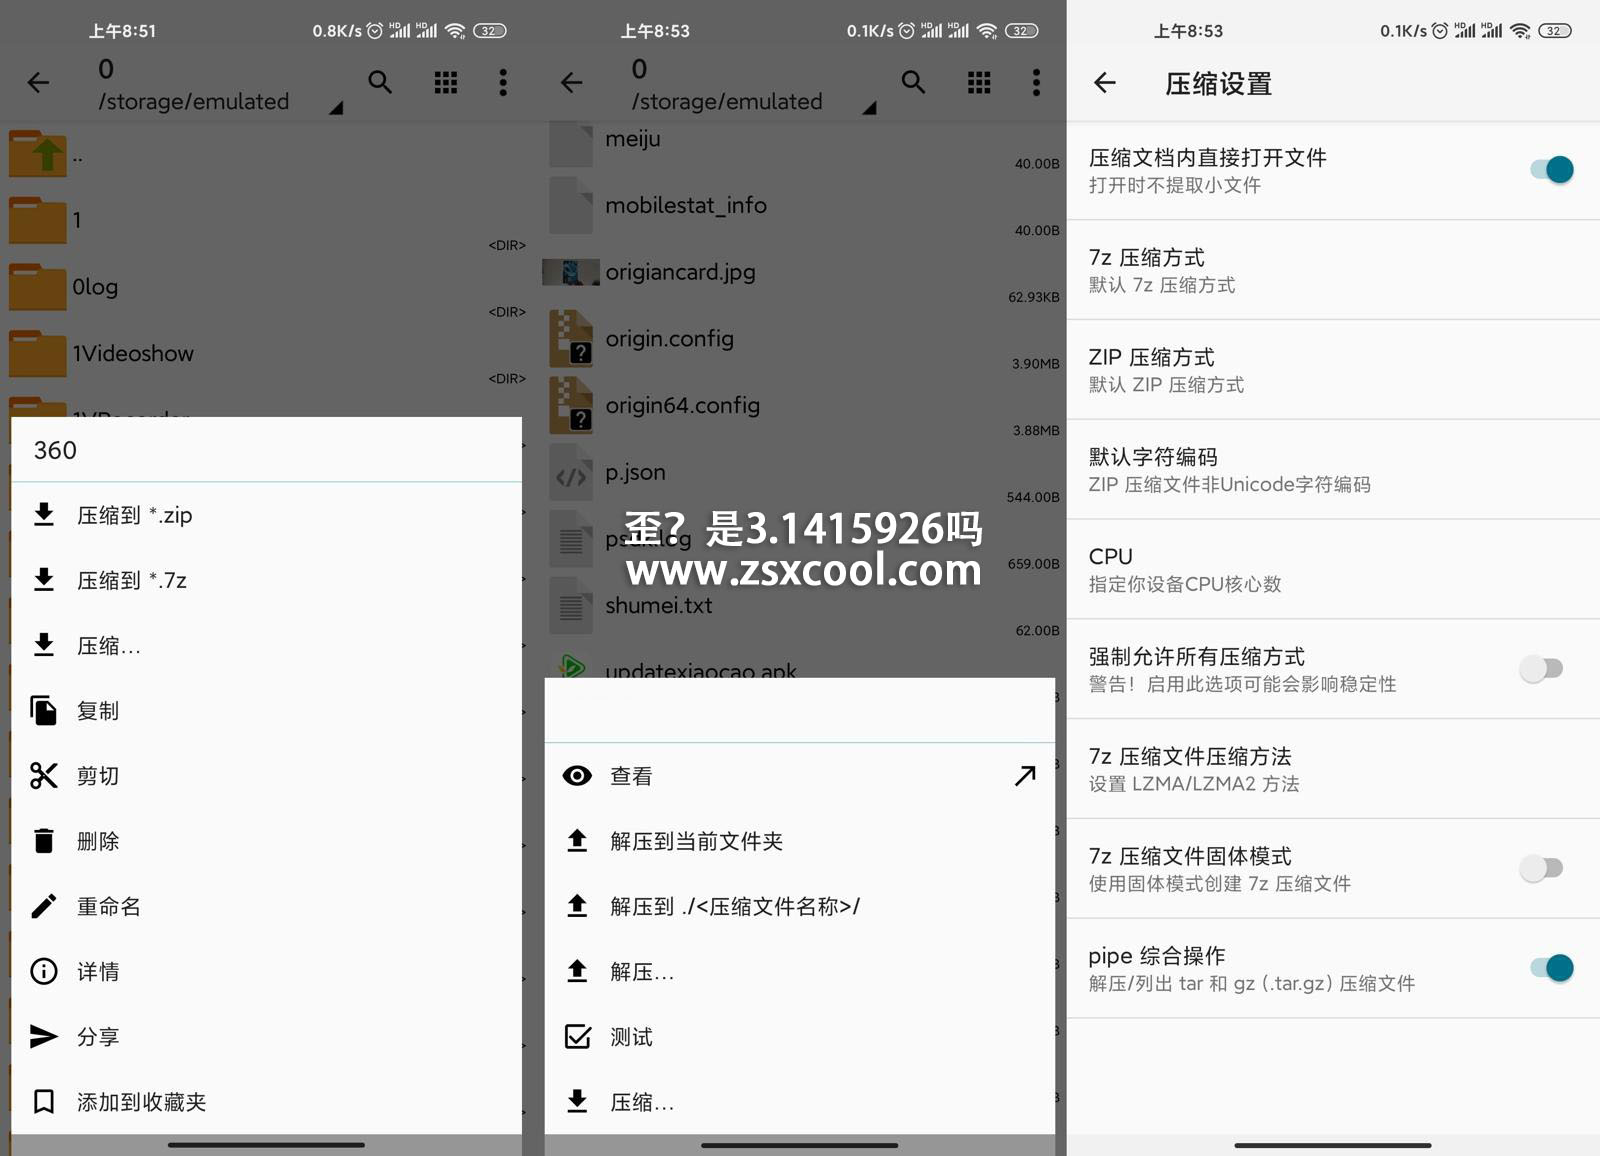 上午8:51
0.8K/s
32
0
/storage/emulated
..
1
<DIR>
0log
<DIR>
1Videoshow
<DIR>
360
压缩到 *.zip
压缩到 *.7z
压缩...
复制
剪切
删除
重命名
详情
分享
添加到收藏夹
上午8:53
0.1K/s
32
0
/storage/emulated
meiju
40.00B
mobilestat_info
40.00B
origiancard.jpg
62.93KB
origin.config
3.90MB
origin64.config
3.88MB
p.json
544.00B
歪？是3.1415926吗
659.00B
www.zsxcool.com
shumei.txt
62.00B
updatexiaocao.apk
查看
解压到当前文件夹
解压到 ./<压缩文件名称>/
解压...
测试
压缩...
上午8:53
0.1K/s
32
压缩设置
压缩文档内直接打开文件
打开时不提取小文件
7z 压缩方式
默认 7z 压缩方式
ZIP 压缩方式
默认 ZIP 压缩方式
默认字符编码
ZIP 压缩文件非Unicode字符编码
CPU
指定你设备CPU核心数
强制允许所有压缩方式
警告！启用此选项可能会影响稳定性
7z 压缩文件压缩方法
设置 LZMA/LZMA2 方法
7z 压缩文件固体模式
使用固体模式创建 7z 压缩文件
pipe 综合操作
解压/列出 tar 和 gz (.tar.gz) 压缩文件